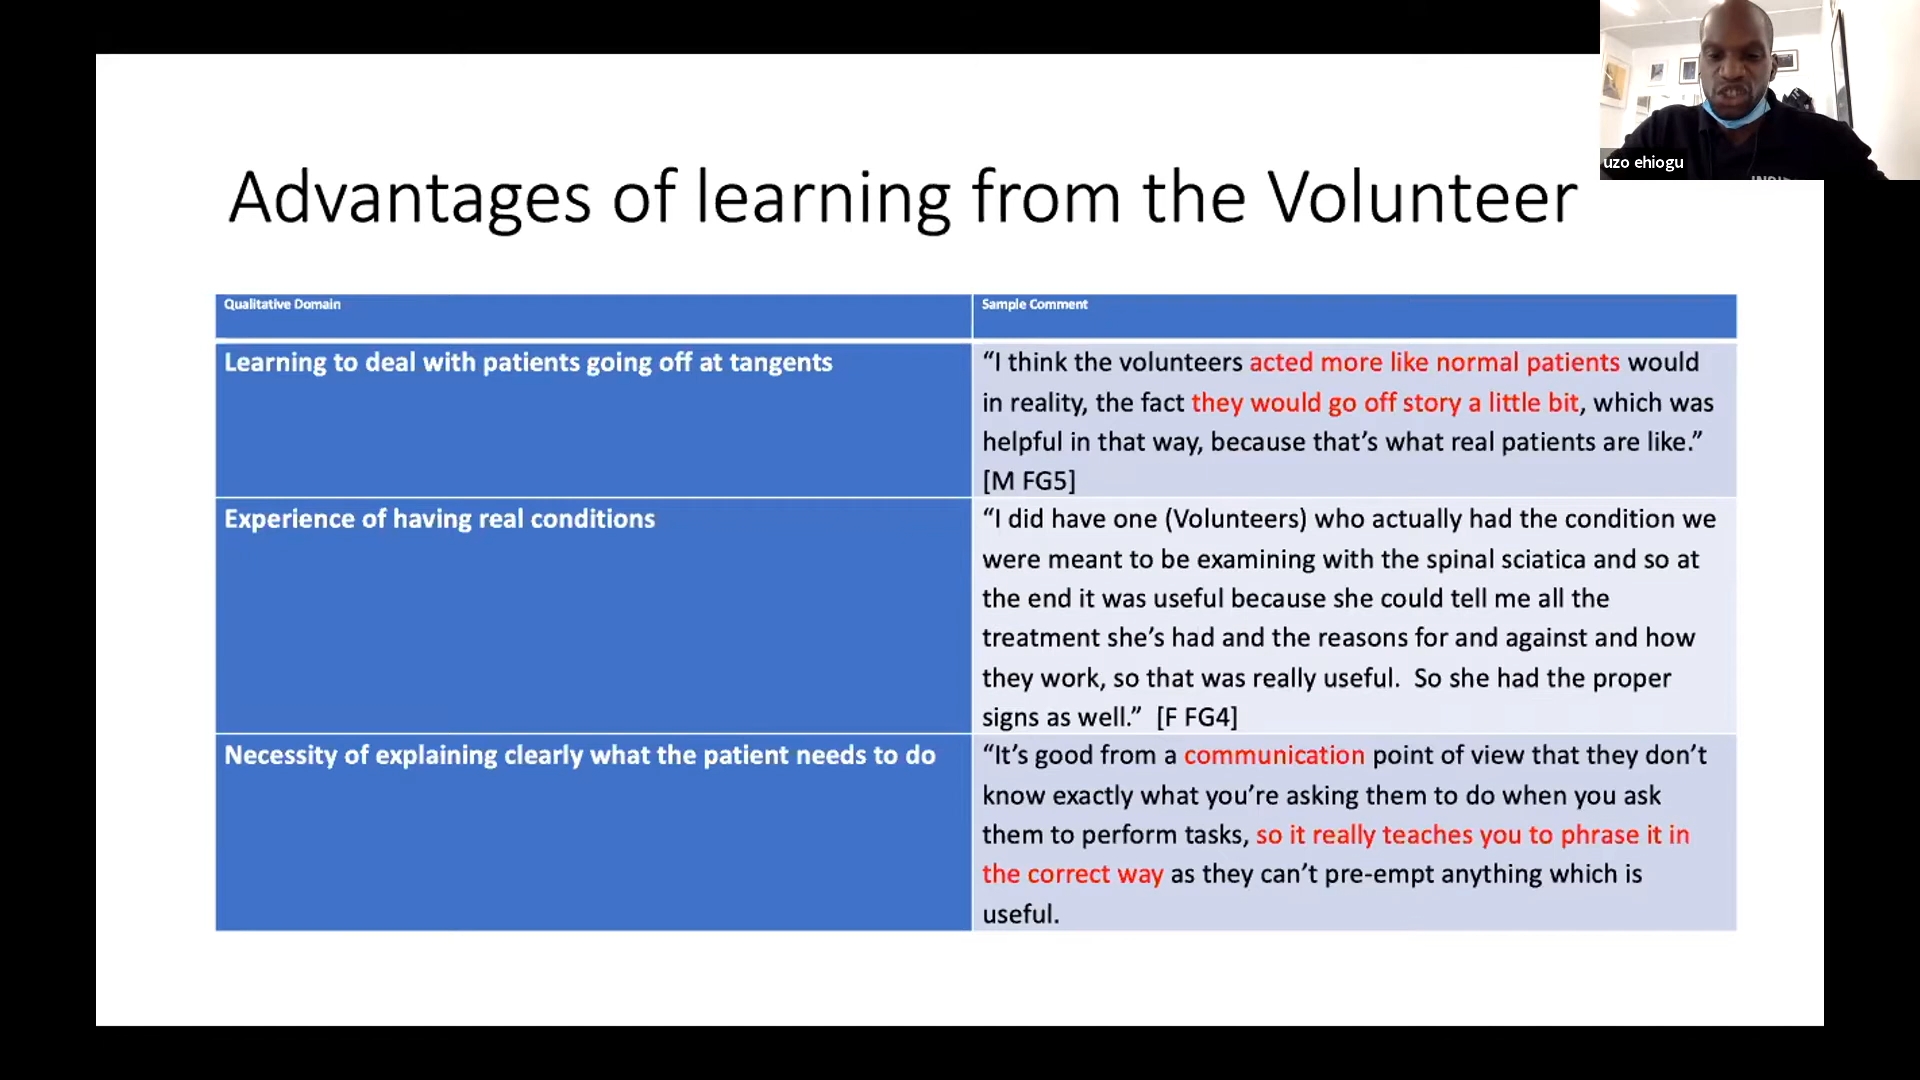 uzo ehiogu
Advantages of learning from the Volunteer
Qualitative Domain
Sample Comment
Learning to deal with patients going off at tangents
“I think the volunteers acted more like normal patients would
in reality, the fact they would go off story a little bit, which was
helpful in that way, because that’s what real patients are like.”
[M FG5]
Experience of having real conditions
“I did have one (Volunteers) who actually had the condition we
were meant to be examining with the spinal sciatica and so at
the end it was useful because she could tell me all the
treatment she’s had and the reasons for and against and how
they work, so that was really useful.  So she had the proper
signs as well.”  [F FG4]
Necessity of explaining clearly what the patient needs to do
“It’s good from a communication point of view that they don’t
know exactly what you’re asking them to do when you ask
them to perform tasks, so it really teaches you to phrase it in
the correct way as they can’t pre-empt anything which is
useful.